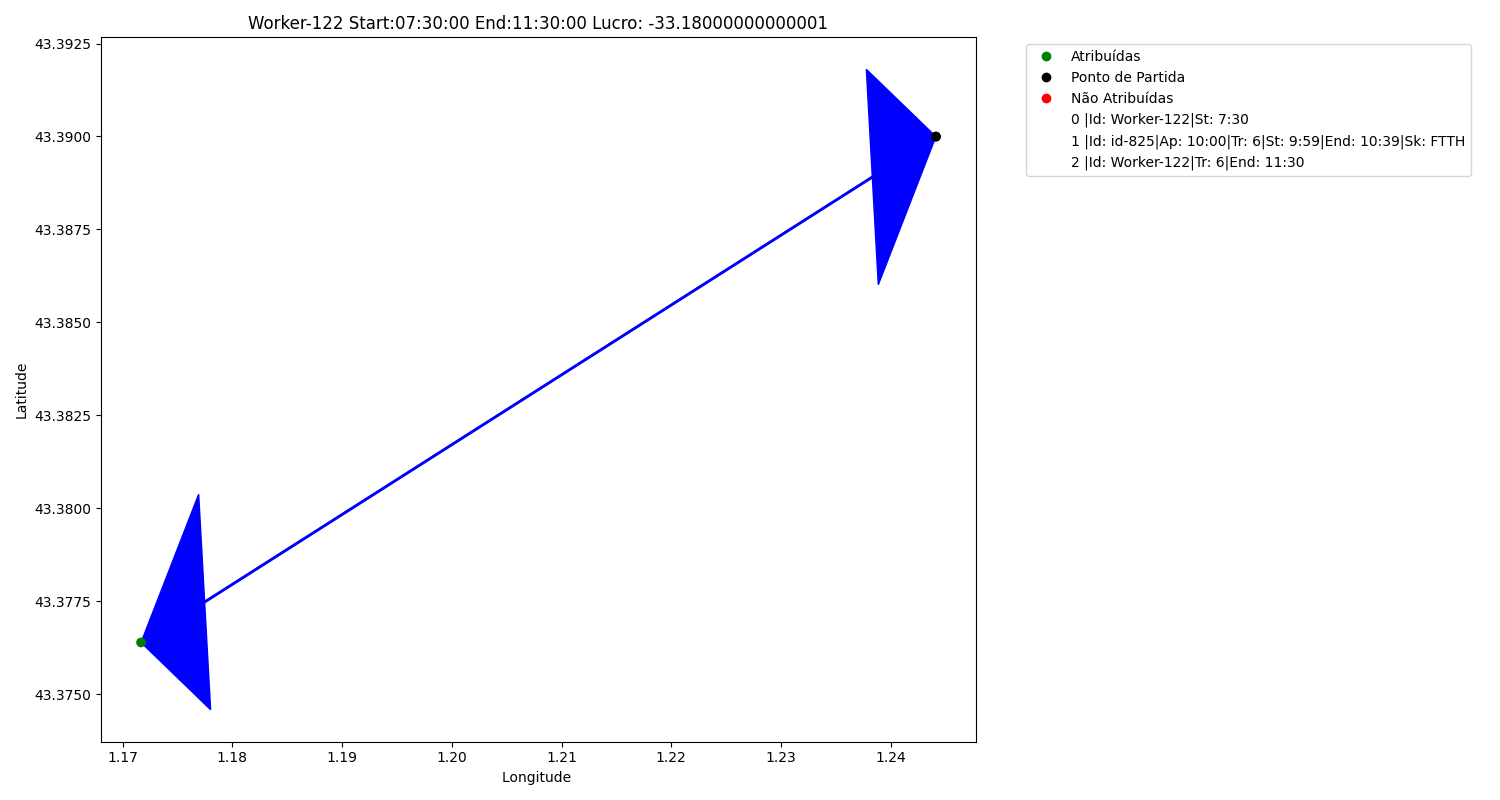 Worker-122 Start:07:30:00 End:11:30:00 Lucro: -33.18000000000001
43.3925
43.3900
43.3875
43.3850
43.3825
43.3800
43.3775
43.3750
Latitude
1.17 1.18 1.19 1.20 1.21 1.22 1.23 1.24
Longitude
Atribuídas
Ponto de Partida
Não Atribuídas
0 |Id: Worker-122|St: 7:30
1 |Id: id-825|Ap: 10:00|Tr: 6|St: 9:59|End: 10:39|Sk: FTTH
2 |Id: Worker-122|Tr: 6|End: 11:30